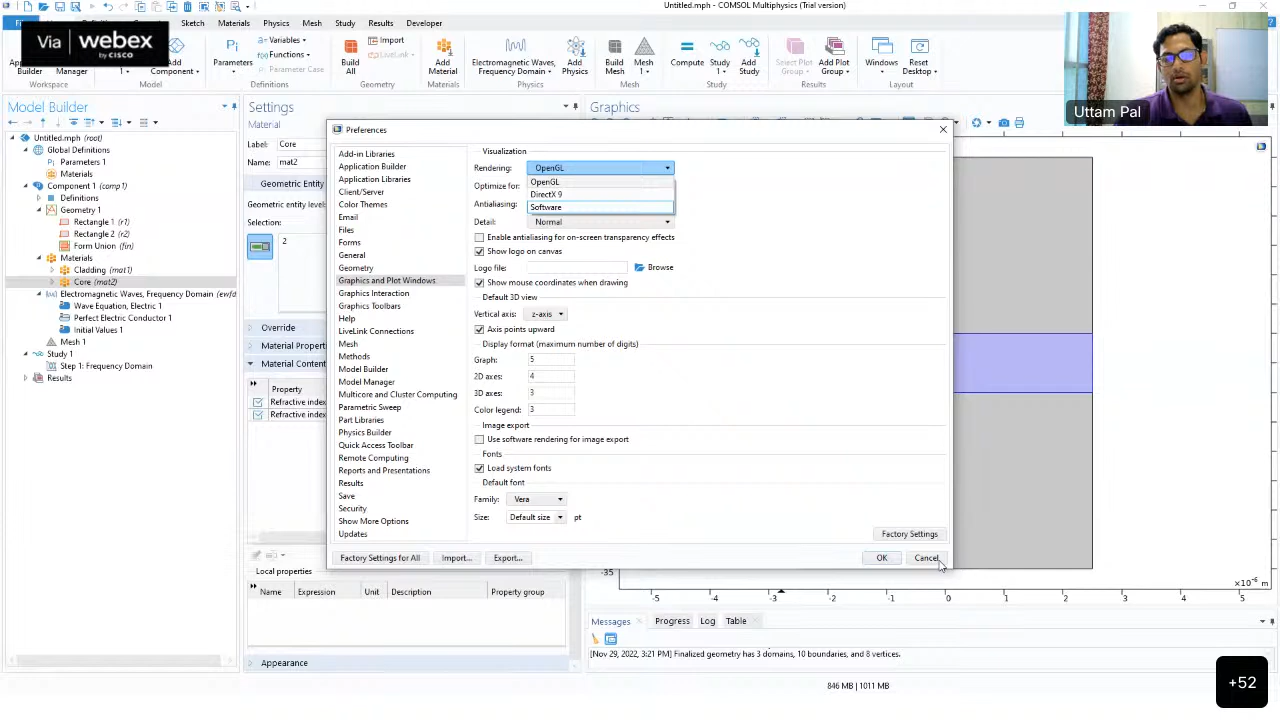 Untitled.mph - COMSOL Multiphysics (Trial version)
Sketch
Materials
Physics
Mesh
Study
Results
Developer
Via | webex
by CISCO
Builder
Manager
Workspace
Component
1
Model
Parameters
1
Variables
Functions
Parameter Case
Definitions
Build
All
Import
LiveLink
Geometry
Add
Material
Materials
Electromagnetic Waves,
Frequency Domain
Add
Physics
Physics
Build
Mesh
Mesh
1
Mesh
Compute
Study
1
Add
Study
Study
Select Plot
Group
Add Plot
Group
Results
Windows
Reset
Desktop
Layout
Uttam Pal
Model Builder
Untitled.mph (root)
Global Definitions
Parameters 1
Materials
Component 1 (comp1)
Definitions
Geometry 1
Rectangle 1 (r1)
Rectangle 2 (r2)
Form Union (fin)
Materials
Cladding (mat1)
Core (mat2)
Electromagnetic Waves, Frequency Domain (ewfd
Wave Equation, Electric 1
Perfect Electric Conductor 1
Initial Values 1
Mesh 1
Study 1
Step 1: Frequency Domain
Results
Settings
Material
Label: Core
Name: mat2
Geometric Entity
Geometric entity level
Selection:
2
Override
Material Propert
Material Content
Property
Refractive index
Refractive index
Local properties
Name
Expression
Unit
Description
Property group
Appearance
Preferences
Add-in Libraries
Application Builder
Application Libraries
Client/Server
Color Themes
Email
Files
Forms
General
Geometry
Graphics and Plot Windows
Graphics Interaction
Graphics Toolbars
Help
LiveLink Connections
Mesh
Methods
Model Builder
Model Manager
Multicore and Cluster Computing
Parametric Sweep
Part Libraries
Physics Builder
Quick Access Toolbar
Remote Computing
Reports and Presentations
Results
Save
Security
Show More Options
Updates
Visualization
Rendering: OpenGL
OpenGL
Optimize for:
DirectX 9
Antialiasing:
Software
Detail: Normal
Enable antialiasing for on-screen transparency effects
Show logo on canvas
Logo file:
Browse
Show mouse coordinates when drawing
Default 3D view
Vertical axis: z-axis
Axis points upward
Display format (maximum number of digits)
Graph: 5
2D axes: 4
3D axes: 3
Color legend: 3
Image export
Use software rendering for image export
Fonts
Load system fonts
Default font
Family: Vera
Size: Default size pt
Factory Settings
Factory Settings for All
Import...
Export...
OK
Cancel
Graphics
-35
×10⁻⁶ m
-5 -4 -3 -2 -1 0 1 2 3 4 5
Messages
Progress
Log
Table
[Nov 29, 2022, 3:21 PM] Finalized geometry has 3 domains, 10 boundaries, and 8 vertices.
846 MB | 1011 MB
+52